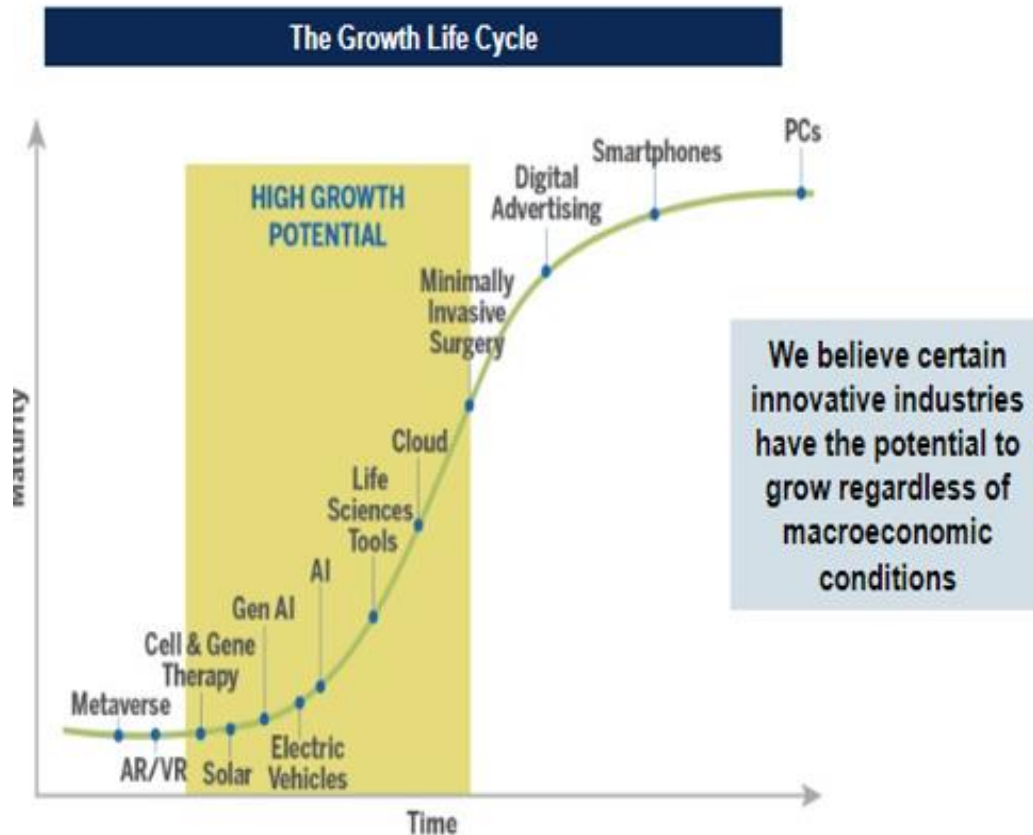 The Growth Life Cycle
PCs
Smartphones
Digital
Advertising
HIGH GROWTH
POTENTIAL
Minimally
Invasive
Surgery
Cloud
Life
Sciences
Tools
AI
Gen AI
Cell & Gene
Therapy
Metaverse
AR/VR
Solar
Electric
Vehicles
Maturity
Time
We believe certain
innovative industries
have the potential to
grow regardless of
macroeconomic
conditions